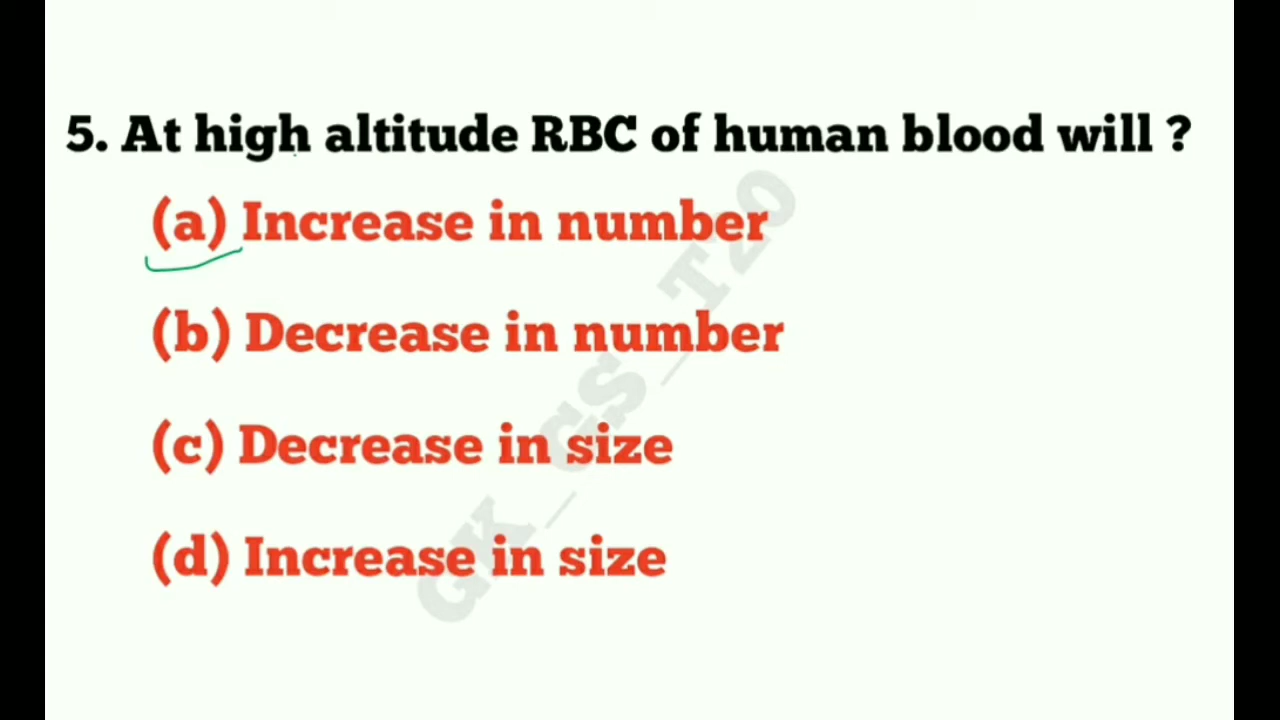 5. At high altitude RBC of human blood will ?
(a) Increase in number
(b) Decrease in number
(c) Decrease in size
(d) Increase in size
GK_GS_T20